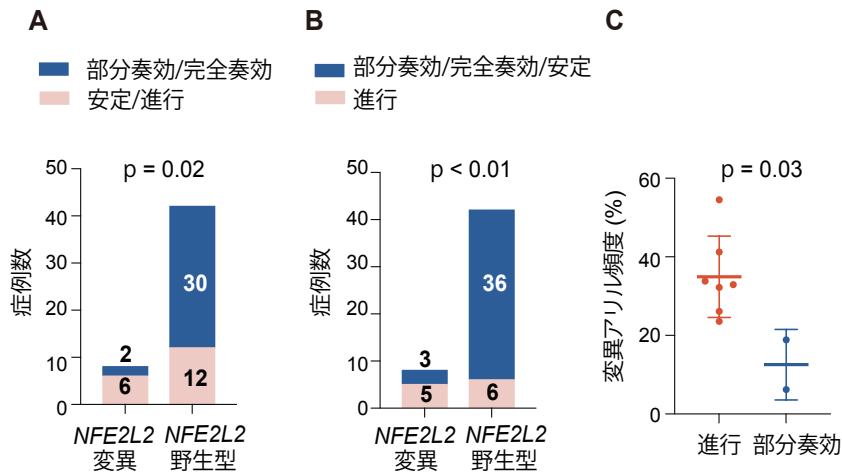 A
部分奏効/完全奏効
安定/進行
p = 0.02
症例数
50
40
30
20
10
0
2
6
30
12
NFE2L2
変異
NFE2L2
野生型
B
部分奏効/完全奏効/安定
進行
p < 0.01
症例数
50
40
30
20
10
0
3
5
36
6
NFE2L2
変異
NFE2L2
野生型
C
p = 0.03
変異アリル頻度 (%)
60
40
20
0
進行
部分奏効